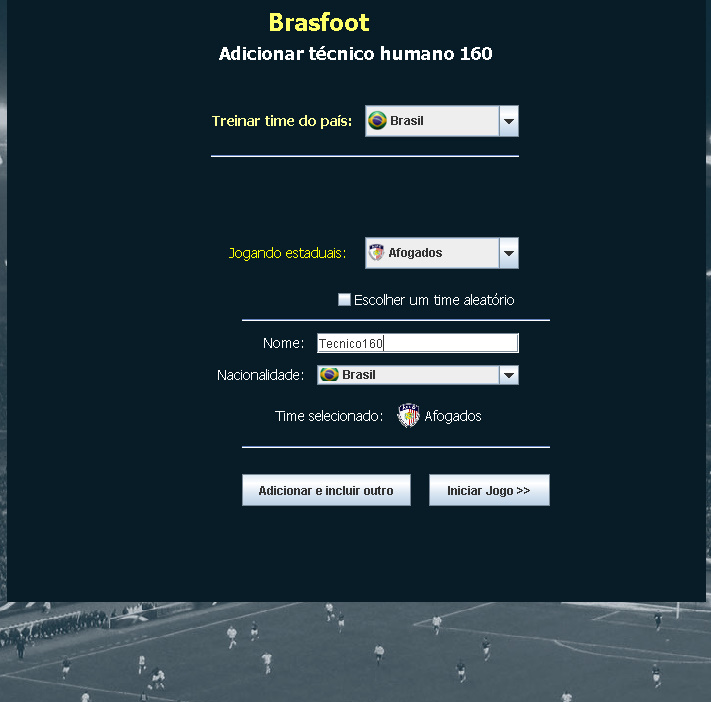 Brasfoot
Adicionar técnico humano 160
Treinar time do país: Brasil
Jogando estaduais: Afogados
Escolher um time aleatório
Nome: Tecnico160
Nacionalidade: Brasil
Time selecionado: Afogados
Adicionar e incluir outro Iniciar Jogo >>